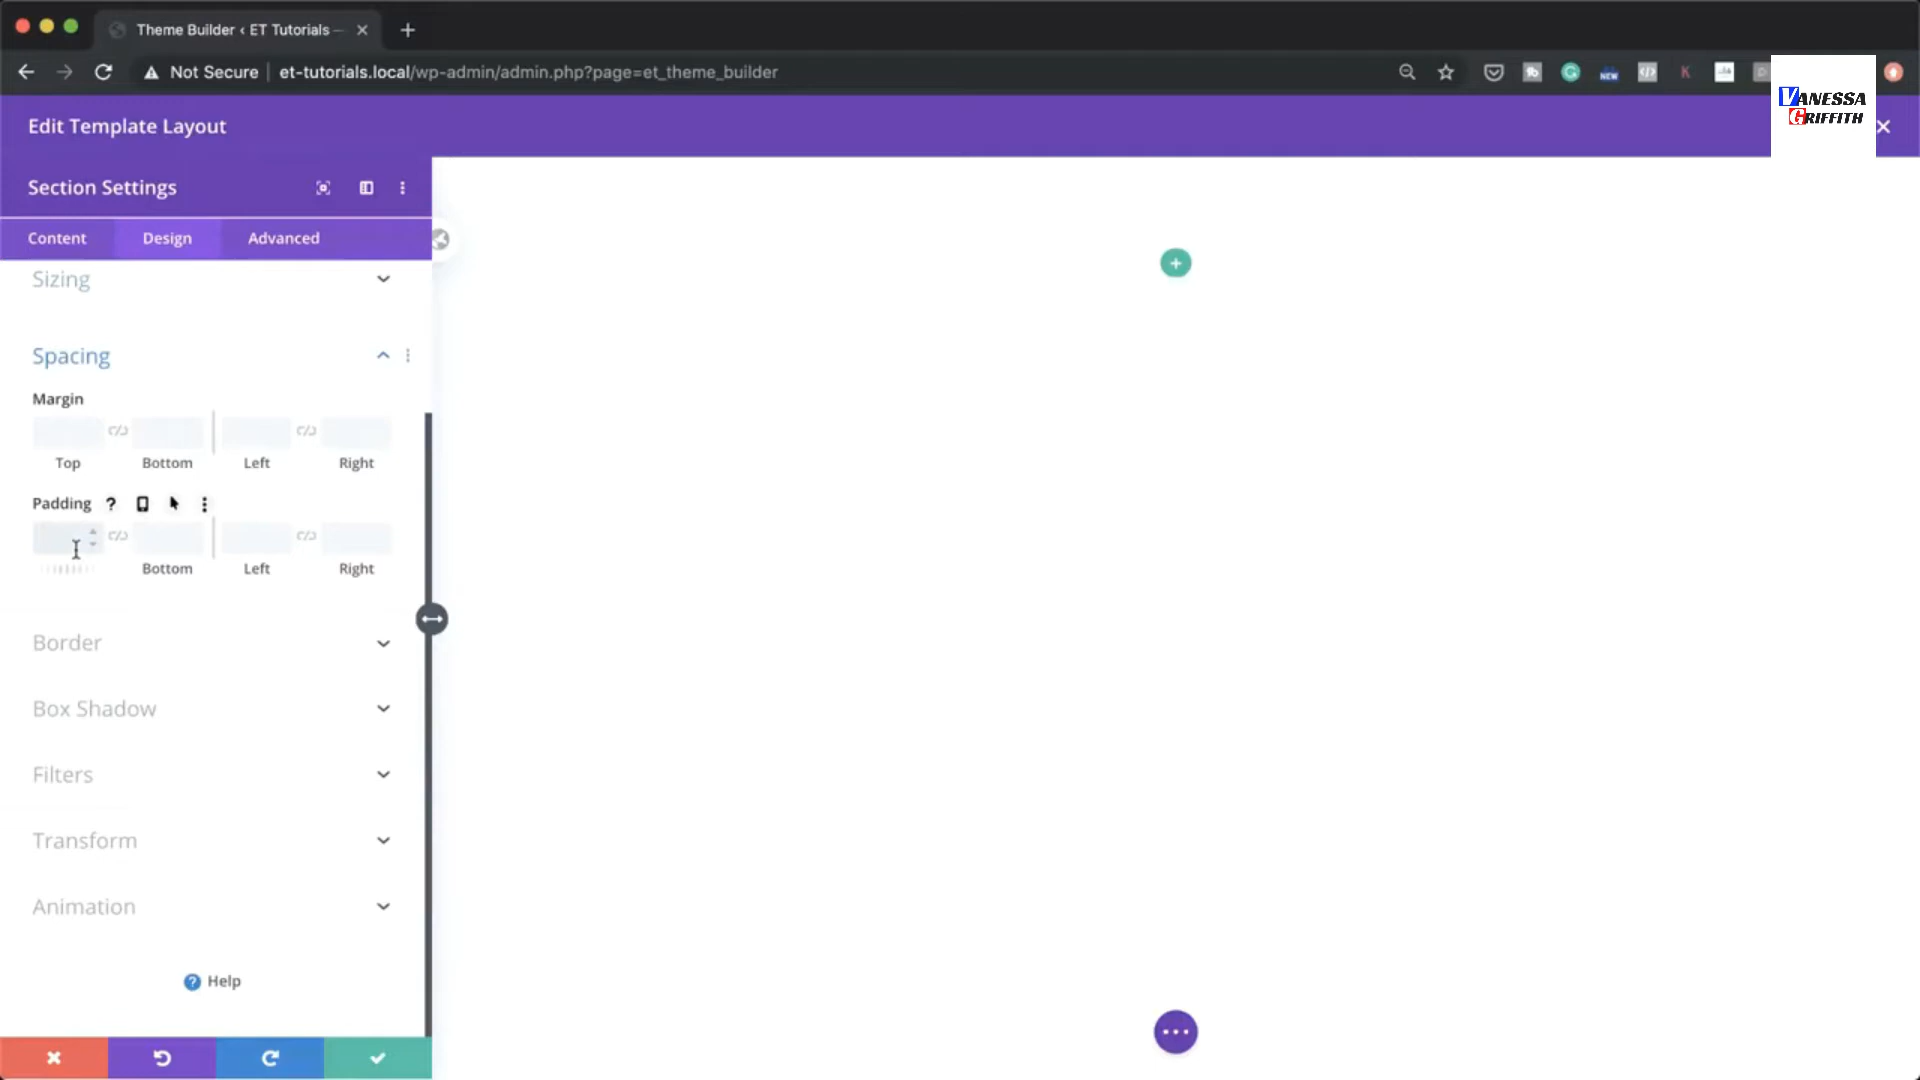 Theme Builder ‹ ET Tutorials —
Not Secure | et-tutorials.local/wp-admin/admin.php?page=et_theme_builder
NEW
K
VANESSA
GRIFFITH
Edit Template Layout
Section Settings
Content Design Advanced
Sizing
Spacing
Margin
Top Bottom Left Right
Padding ?
Bottom Left Right
Border
Box Shadow
Filters
Transform
Animation
? Help